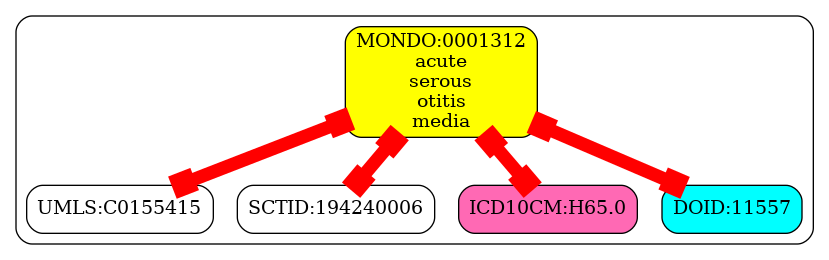 MONDO:0001312
acute
serous
otitis
media
UMLS:C0155415
SCTID:194240006
ICD10CM:H65.0
DOID:11557